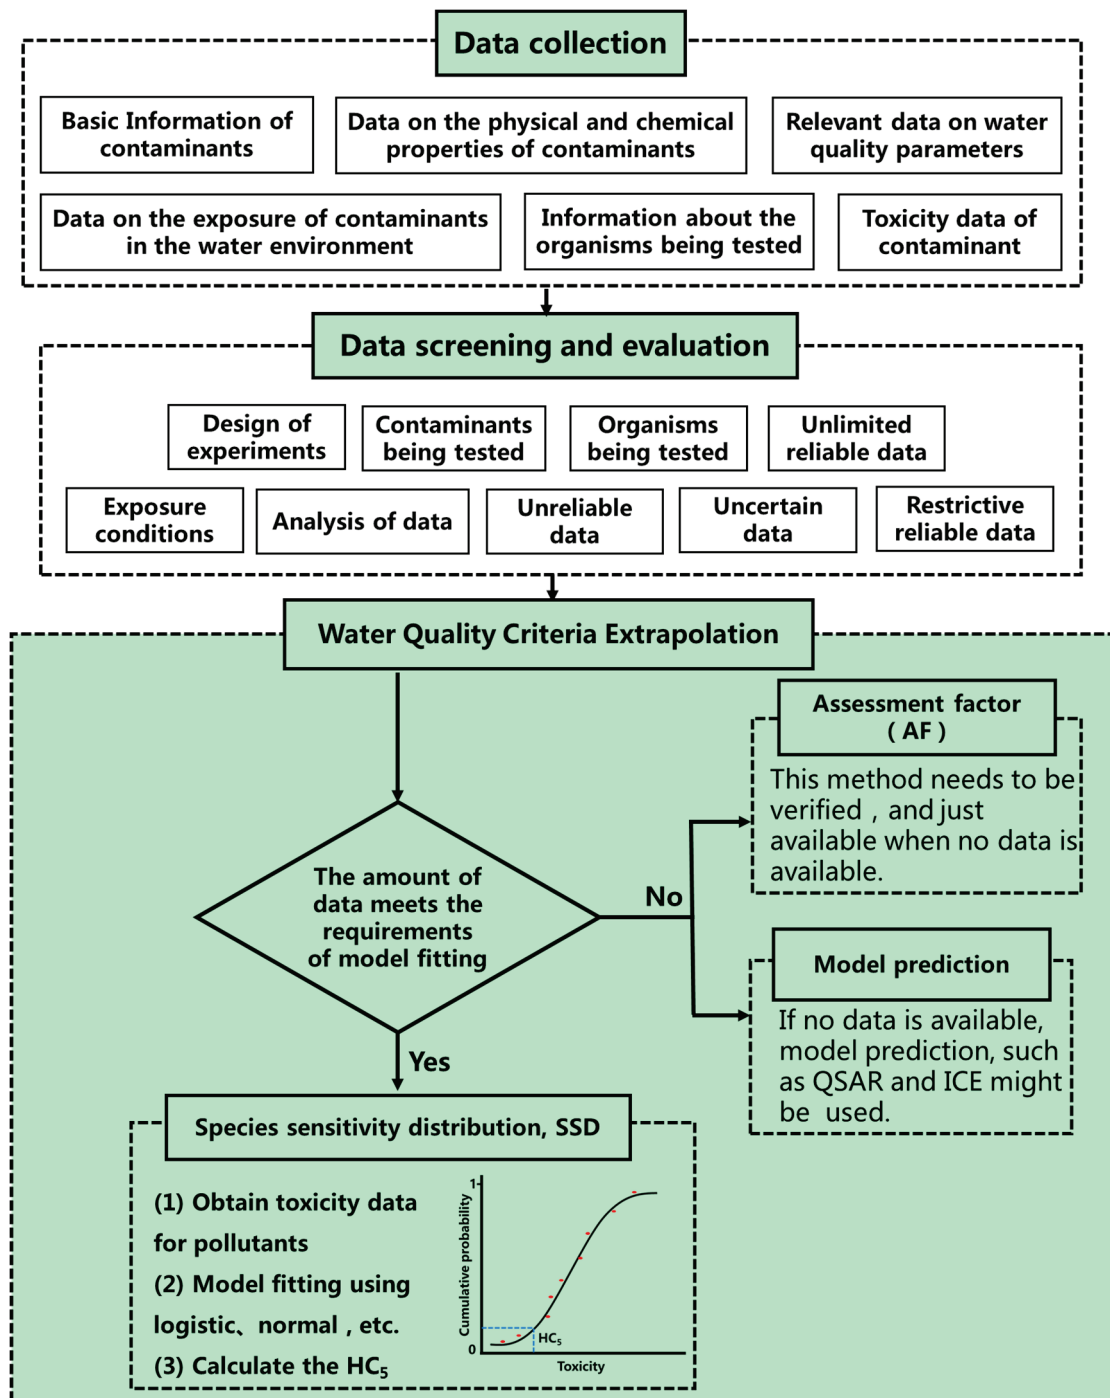 Data collection
Basic Information of
contaminants
Data on the physical and chemical
properties of contaminants
Relevant data on water
quality parameters
Data on the exposure of contaminants
in the water environment
Information about the
organisms being tested
Toxicity data of
contaminant
Data screening and evaluation
Design of
experiments
Contaminants
being tested
Organisms
being tested
Unlimited
reliable data
Exposure
conditions
Analysis of data
Unreliable
data
Uncertain
data
Restrictive
reliable data
Water Quality Criteria Extrapolation
Assessment factor
( AF )
This method needs to be
verified , and just
available when no data is
available.
The amount of
data meets the
requirements
of model fitting
No
Model prediction
If no data is available,
model prediction, such
as QSAR and ICE might
be used.
Yes
Species sensitivity distribution, SSD
(1) Obtain toxicity data
for pollutants
(2) Model fitting using
logistic、normal , etc.
(3) Calculate the HC₅
1
Cumulative probability
0
HC₅
Toxicity